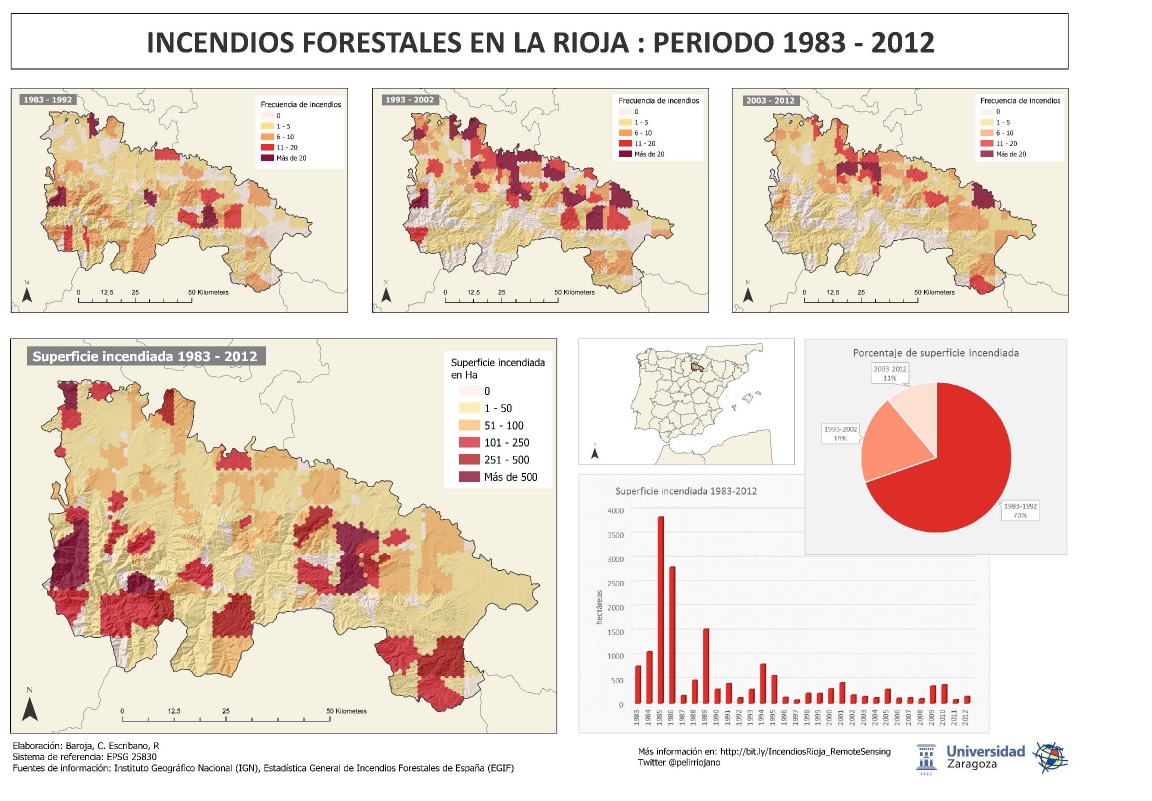 INCENDIOS FORESTALES EN LA RIOJA : PERIODO 1983 - 2012
1983 - 1992
Frecuencia de incendios
0
1 - 5
6 - 10
11 - 20
Más de 20
N
0 12,5 25 50 Kilometers
1993 - 2002
Frecuencia de incendios
0
1 - 5
6 - 10
11 - 20
Más de 20
N
0 12,5 25 50 Kilometers
2003 - 2012
Frecuencia de incendios
0
1 - 5
6 - 10
11 - 20
Más de 20
N
0 12,5 25 50 Kilometers
Superficie incendiada 1983 - 2012
Superficie incendiada
en Ha
0
1 - 50
51 - 100
101 - 250
251 - 500
Más de 500
N
0 12,5 25 50 Kilometers
N
Porcentaje de superficie incendiada
2003-2012
11%
1993-2002
19%
1983-1992
70%
Superficie incendiada 1983-2012
hectáreas
4000
3500
3000
2500
2000
1500
1000
500
0
1983 1984 1985 1986 1987 1988 1989 1990 1991 1992 1993 1994 1995 1996 1997 1998 1999 2000 2001 2002 2003 2004 2005 2006 2007 2008 2009 2010 2011 2012
Elaboración: Baroja, C. Escribano, R
Sistema de referencia: EPSG 25830
Fuentes de información: Instituto Geográfico Nacional (IGN), Estadística General de Incendios Forestales de España (EGIF)
Más información en: http://bit.ly/IncendiosRioja_RemoteSensing
Twitter @pelirriojano
1542
Universidad
Zaragoza